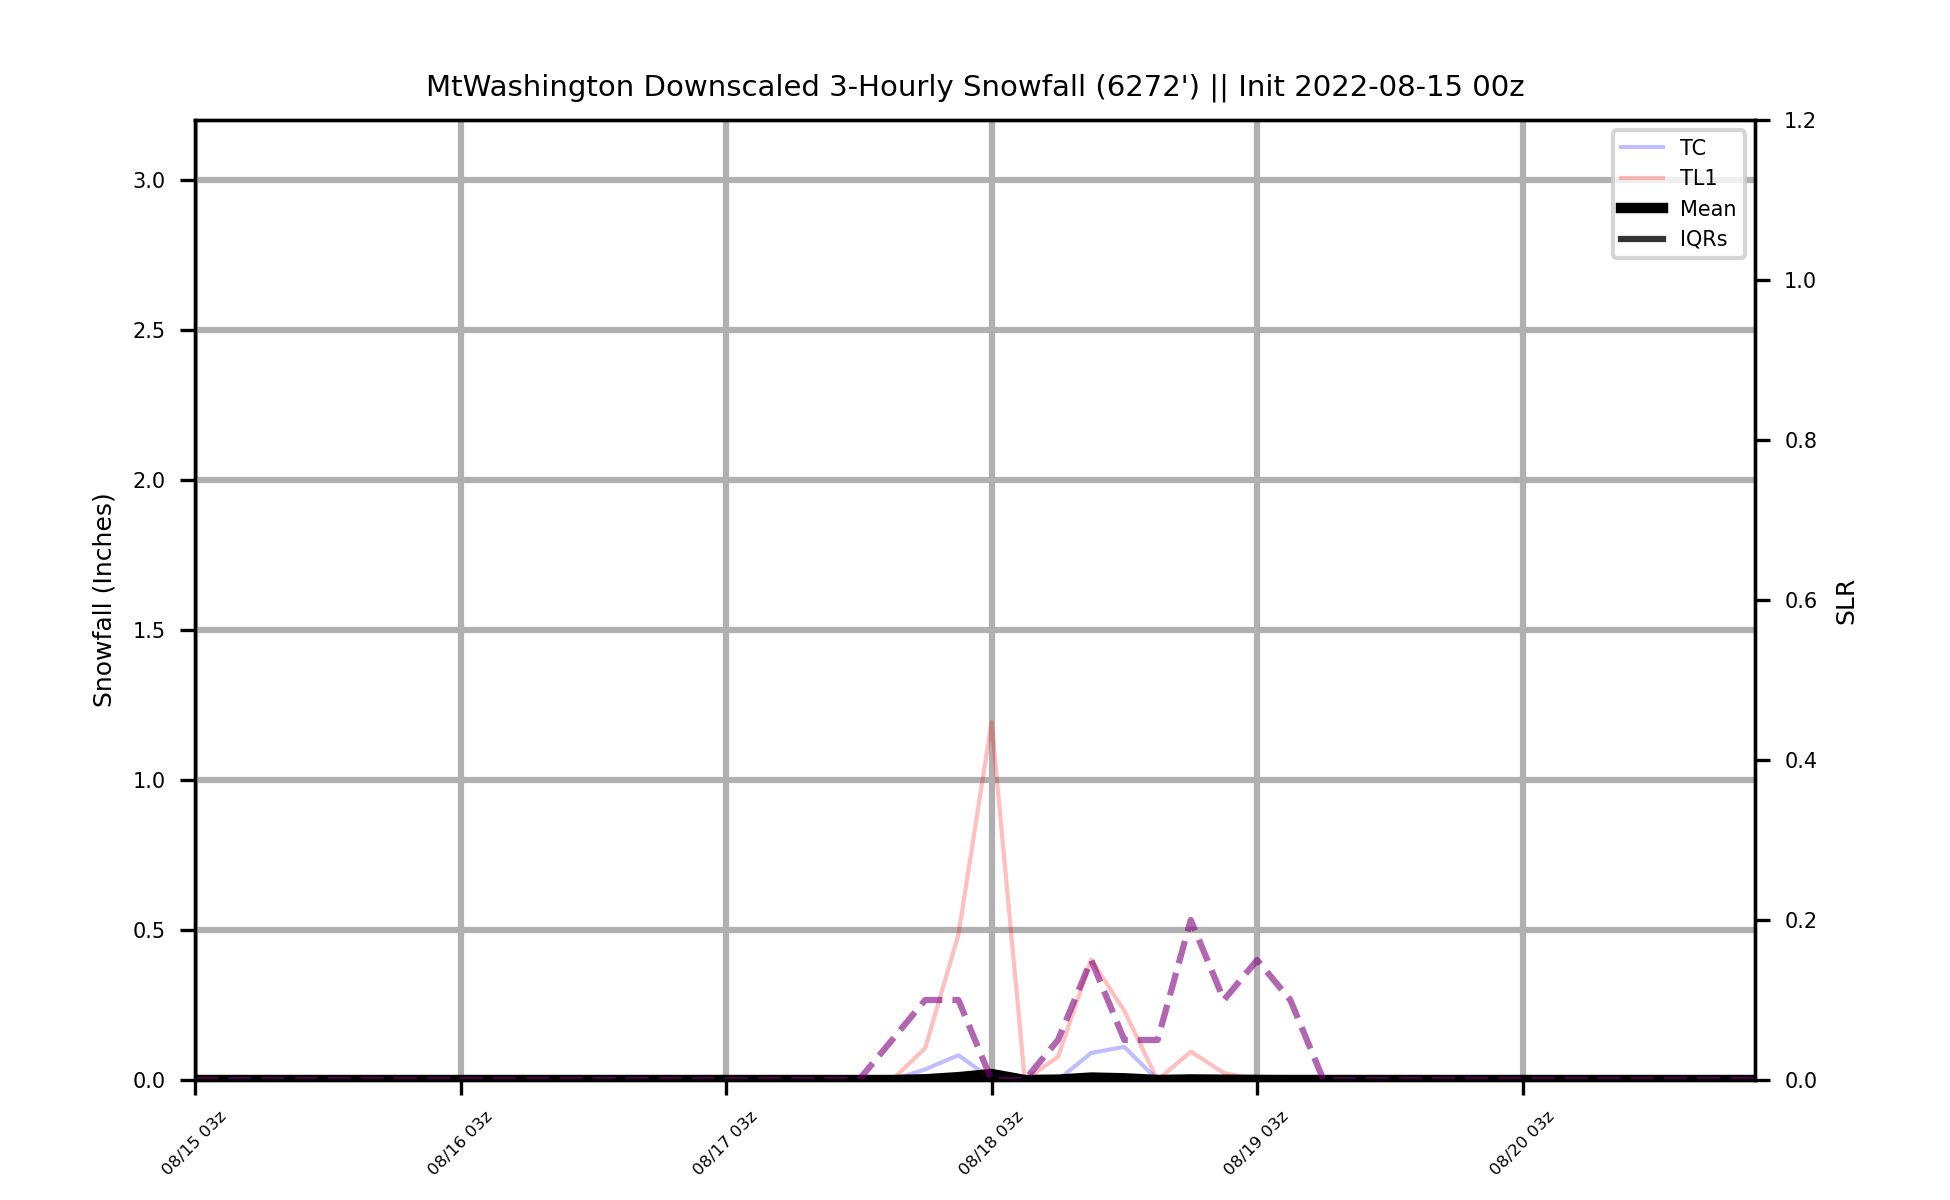 MtWashington Downscaled 3-Hourly Snowfall (6272') || Init 2022-08-15 00z
TC
TL1
Mean
IQRs
Snowfall (Inches)
3.0
2.5
2.0
1.5
1.0
0.5
0.0
1.2
1.0
0.8
0.6
0.4
0.2
0.0
SLR
08/15 03z
08/16 03z
08/17 03z
08/18 03z
08/19 03z
08/20 03z